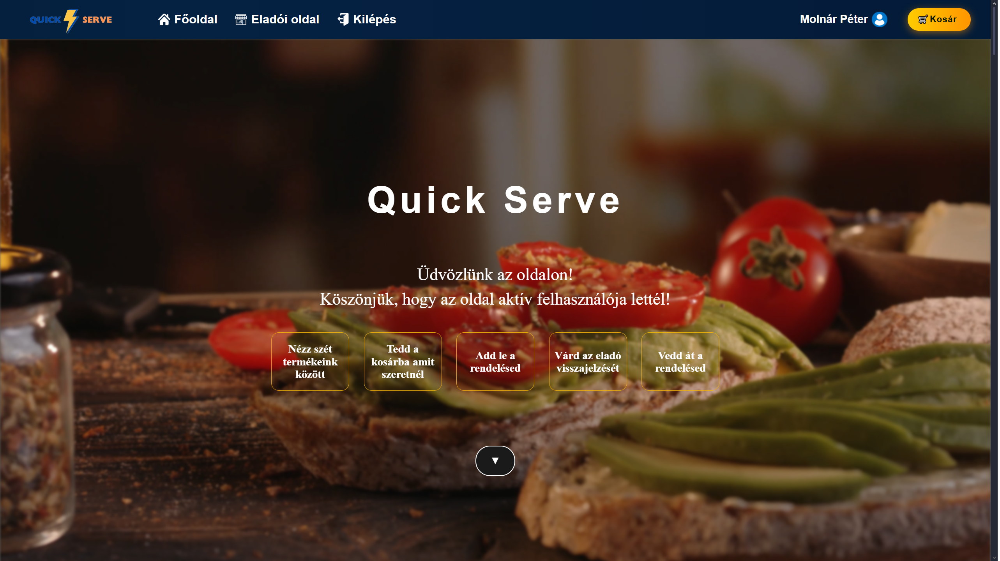 QUICK SERVE
Főoldal
Eladói oldal
Kilépés
Molnár Péter
Kosár
Quick Serve
Üdvözlünk az oldalon!
Köszönjük, hogy az oldal aktív felhasználója lettél!
Nézz szét
termékeink
között
Tedd a
kosárba amit
szeretnél
Add le a
rendelésed
Várd az eladó
visszajelzését
Vedd át a
rendelésed